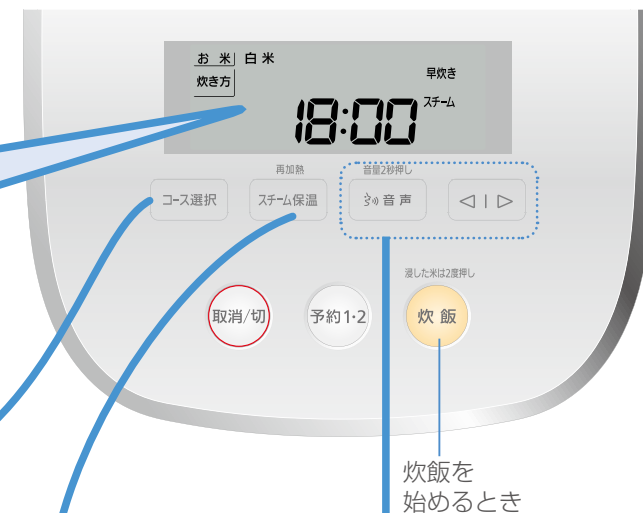 お 米 白米
炊き方
早炊き
スチーム
18:00
再加熱
音量2秒押し
コース選択
スチーム保温
音声
浸した米は2度押し
取消/切
予約1・2
炊飯
炊飯を
始めるとき